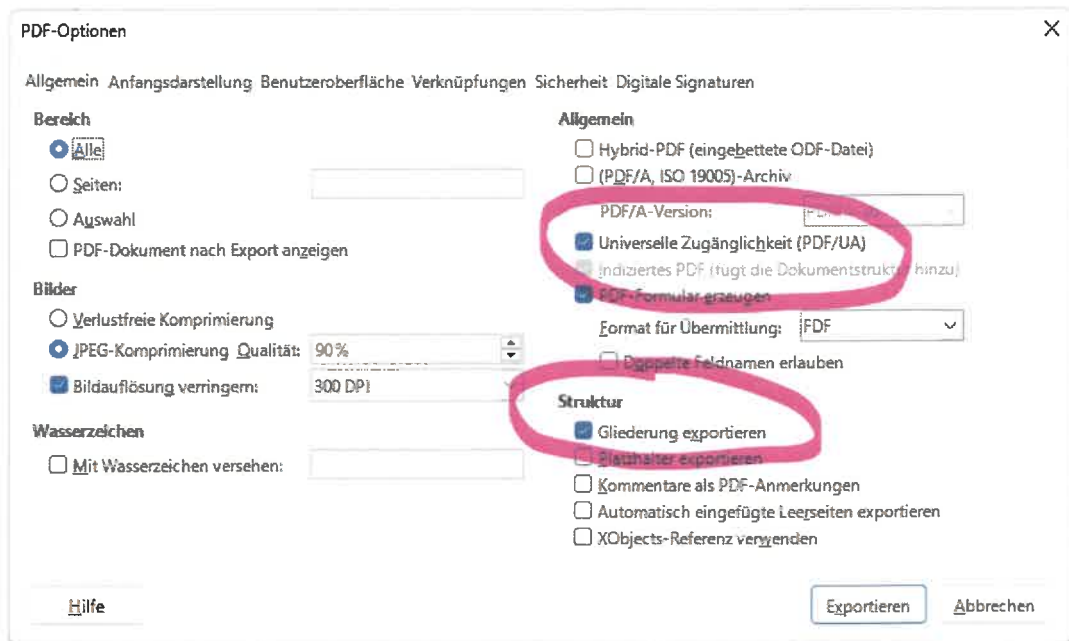 PDF-Optionen
Allgemein Anfangsdarstellung Benutzeroberfläche Verknüpfungen Sicherheit Digitale Signaturen
Bereich
Alle
Seiten:
Auswahl
PDF-Dokument nach Export anzeigen
Bilder
Verlustfreie Komprimierung
JPEG-Komprimierung Qualität: 90%
Bildauflösung verringern: 300 DPI
Wasserzeichen
Mit Wasserzeichen versehen:
Allgemein
Hybrid-PDF (eingebettete ODF-Datei)
(PDF/A, ISO 19005)-Archiv
PDF/A-Version:
Universelle Zugänglichkeit (PDF/UA)
Indiziertes PDF (fügt die Dokumentstruktur hinzu)
PDF-Formular erzeugen
Format für Übermittlung: FDF
Doppelte Feldnamen erlauben
Struktur
Gliederung exportieren
Platzhalter exportieren
Kommentare als PDF-Anmerkungen
Automatisch eingefügte Leerseiten exportieren
XObjects-Referenz verwenden
Hilfe
Exportieren Abbrechen